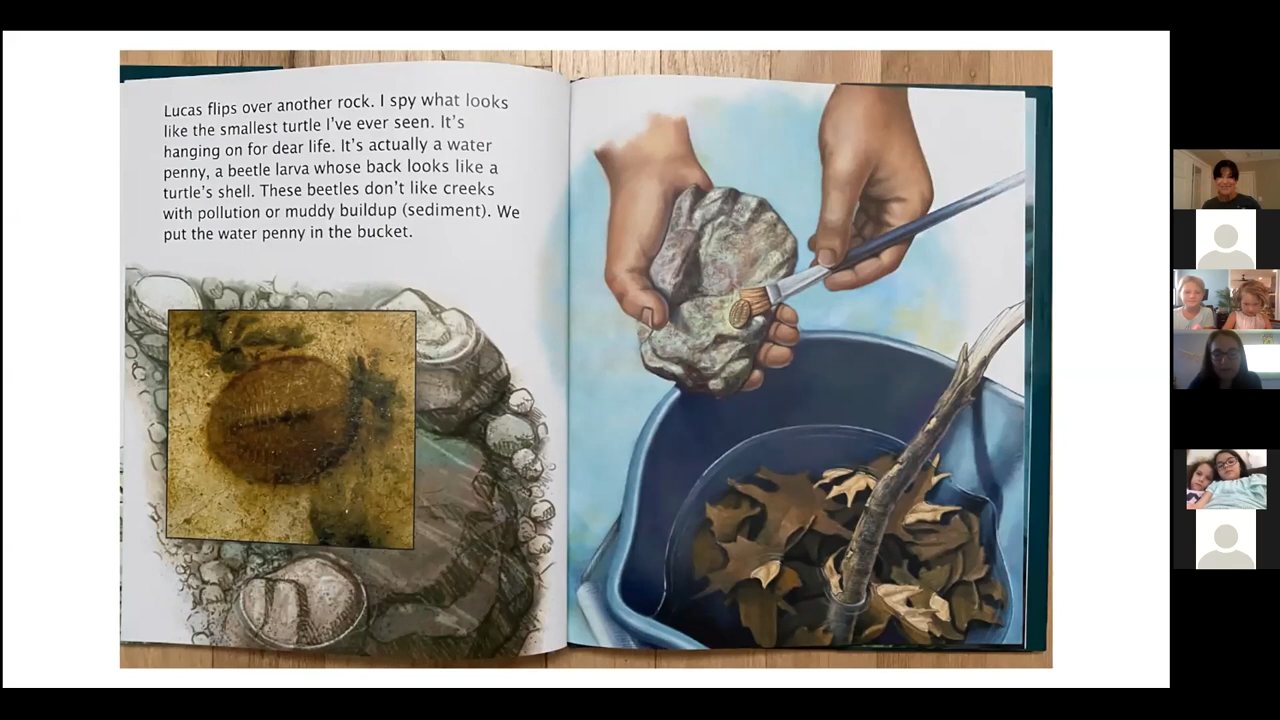 Lucas flips over another rock. I spy what looks
like the smallest turtle I've ever seen. It's
hanging on for dear life. It's actually a water
penny, a beetle larva whose back looks like a
turtle's shell. These beetles don't like creeks
with pollution or muddy buildup (sediment). We
put the water penny in the bucket.